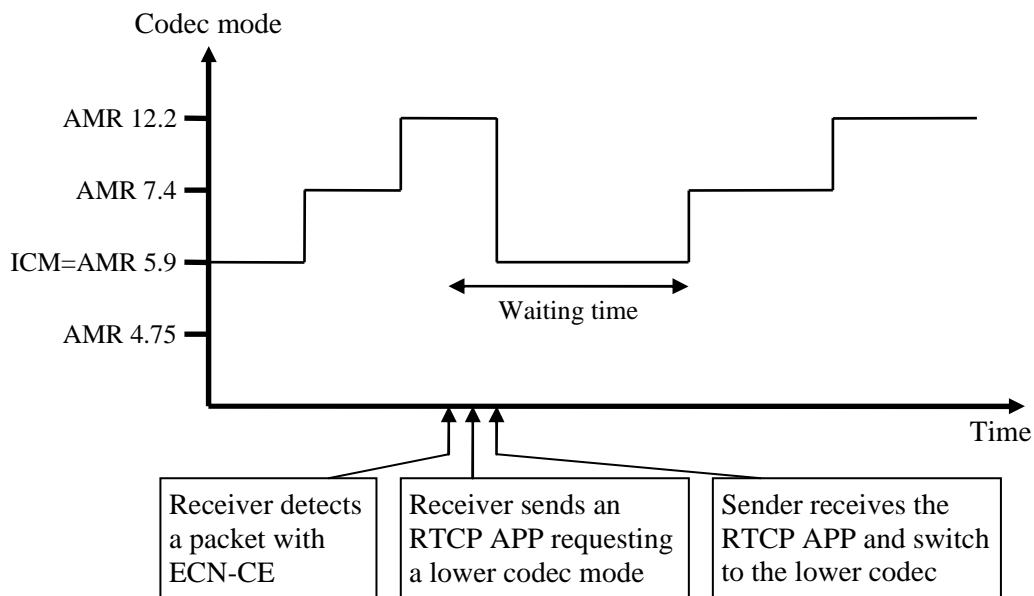 Codec mode
AMR 12.2
AMR 7.4
ICM=AMR 5.9
Waiting time
AMR 4.75
Time
Receiver detects
a packet with
ECN-CE
Receiver sends an
RTCP APP requesting
a lower codec mode
Sender receives the
RTCP APP and switch
to the lower codec